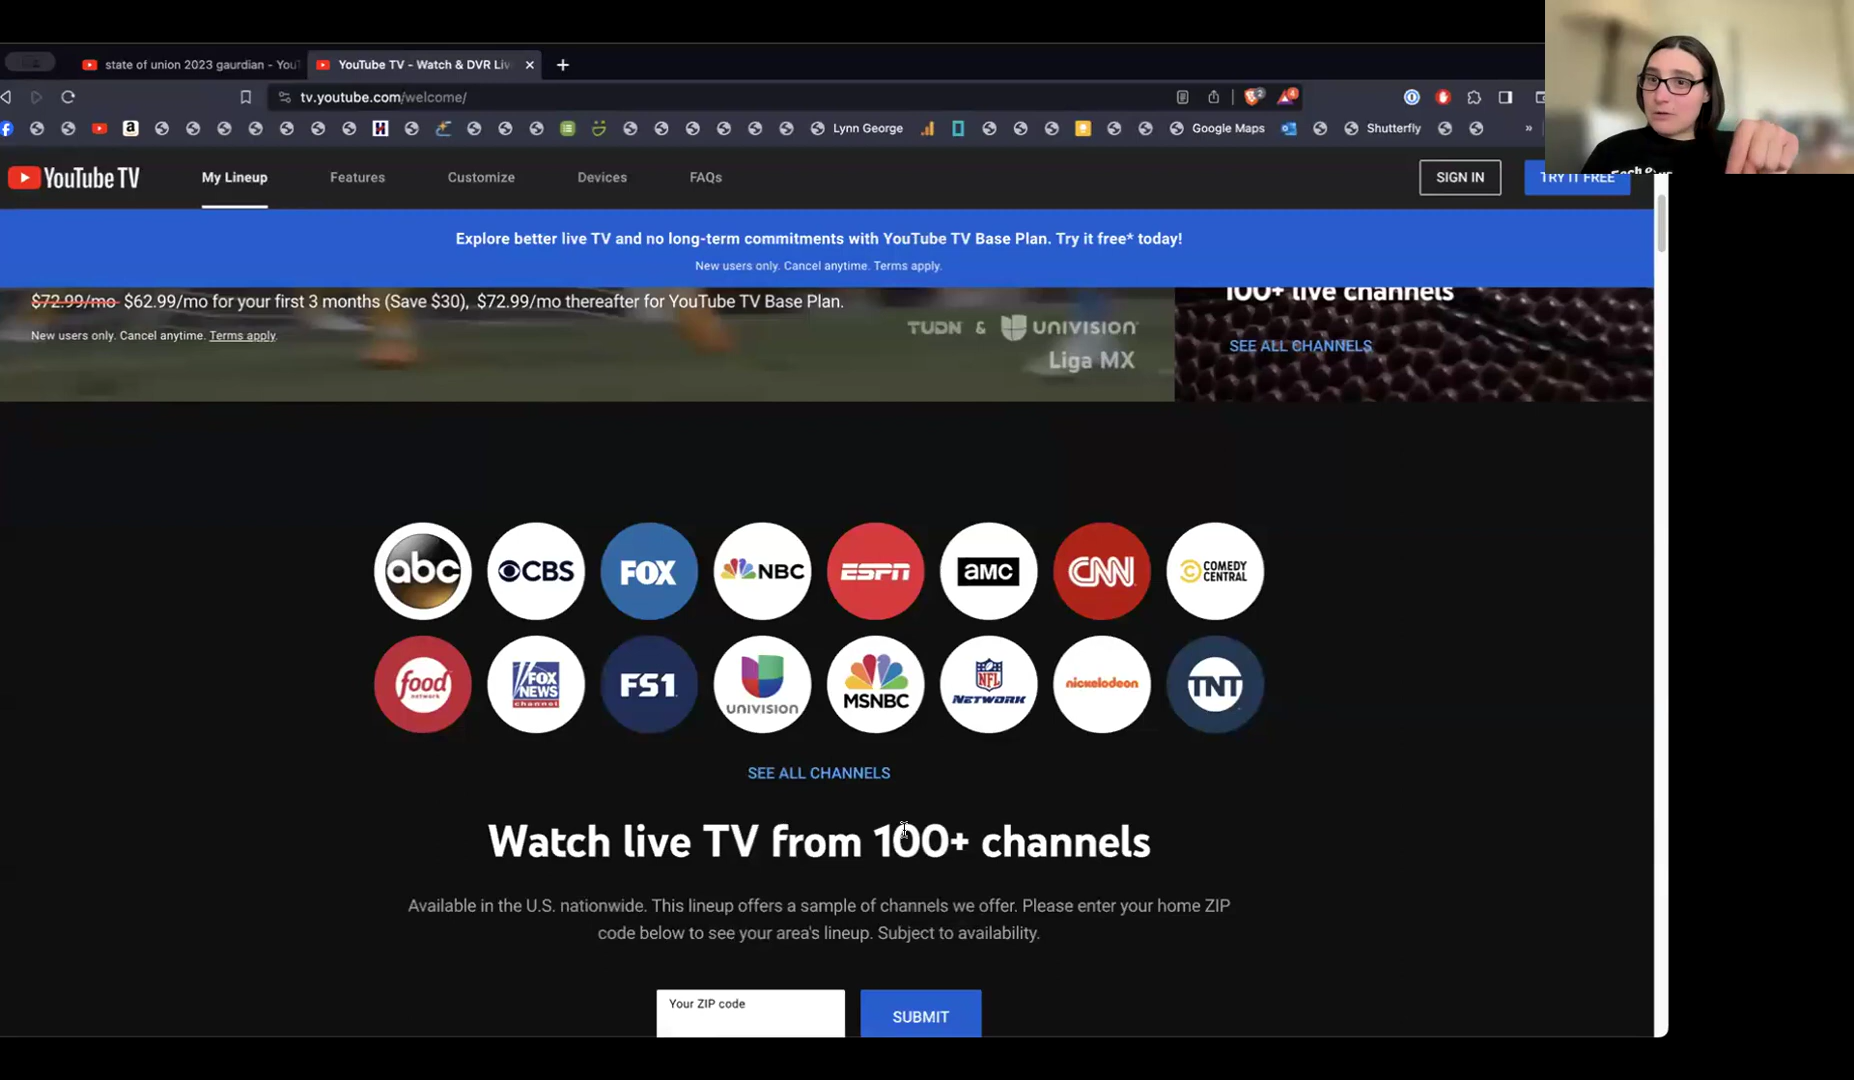 state of union 2023 gaurdian - You
YouTube TV - Watch & DVR Liv
tv.youtube.com/welcome/
2
4
Lynn George
Google Maps
Shutterfly
»
YouTube TV
My Lineup
Features
Customize
Devices
FAQs
SIGN IN
TRY IT FREE
Explore better live TV and no long-term commitments with YouTube TV Base Plan. Try it free* today!
New users only. Cancel anytime. Terms apply.
$72.99/mo $62.99/mo for your first 3 months (Save $30), $72.99/mo thereafter for YouTube TV Base Plan.
New users only. Cancel anytime. Terms apply.
TUDN & UNIVISION
Liga MX
100+ live channels
SEE ALL CHANNELS
abc
CBS
FOX
NBC
ESPN
aMC
CNN
COMEDY
CENTRAL
food
network
FOX
NEWS
channel
FS1
UNIVISION
MSNBC
NFL
NETWORK
nickelodeon
TNT
SEE ALL CHANNELS
Watch live TV from 100+ channels
Available in the U.S. nationwide. This lineup offers a sample of channels we offer. Please enter your home ZIP
code below to see your area's lineup. Subject to availability.
Your ZIP code
SUBMIT